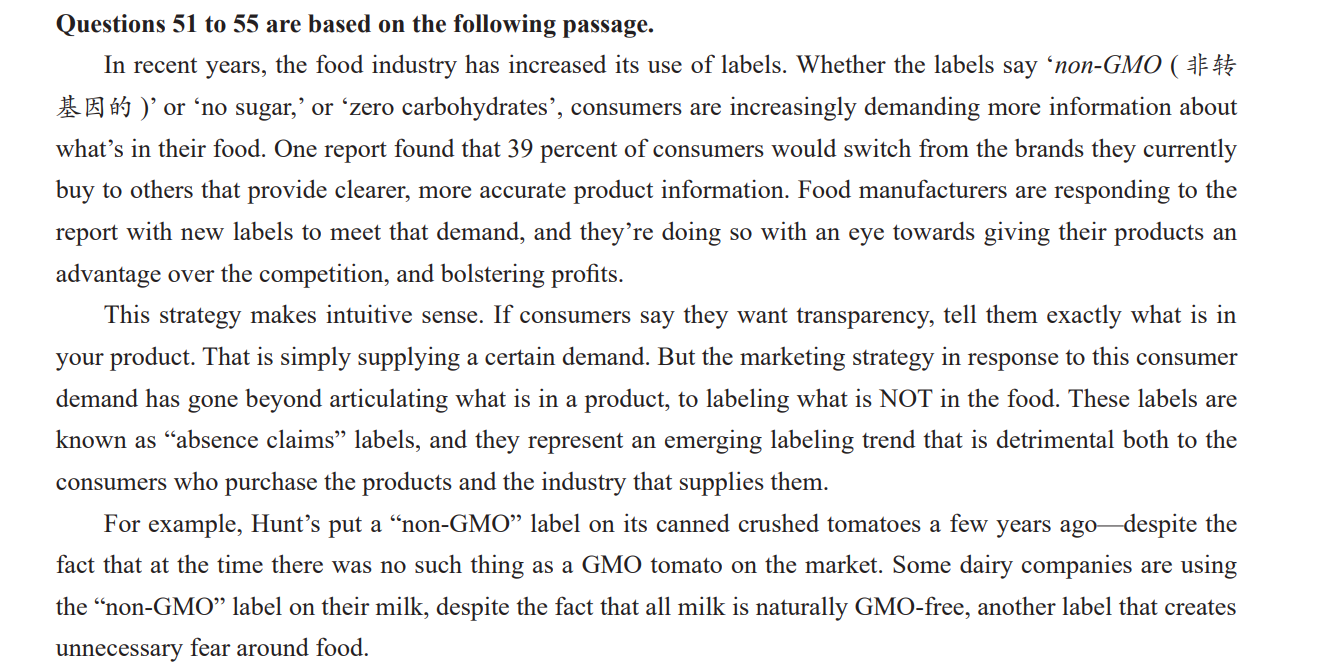 Questions 51 to 55 are based on the following passage.
In recent years, the food industry has increased its use of labels. Whether the labels say ‘non-GMO ( 非转
基因的 )’ or ‘no sugar,’ or ‘zero carbohydrates’, consumers are increasingly demanding more information about
what’s in their food. One report found that 39 percent of consumers would switch from the brands they currently
buy to others that provide clearer, more accurate product information. Food manufacturers are responding to the
report with new labels to meet that demand, and they’re doing so with an eye towards giving their products an
advantage over the competition, and bolstering profits.
This strategy makes intuitive sense. If consumers say they want transparency, tell them exactly what is in
your product. That is simply supplying a certain demand. But the marketing strategy in response to this consumer
demand has gone beyond articulating what is in a product, to labeling what is NOT in the food. These labels are
known as “absence claims” labels, and they represent an emerging labeling trend that is detrimental both to the
consumers who purchase the products and the industry that supplies them.
For example, Hunt’s put a “non-GMO” label on its canned crushed tomatoes a few years ago—despite the
fact that at the time there was no such thing as a GMO tomato on the market. Some dairy companies are using
the “non-GMO” label on their milk, despite the fact that all milk is naturally GMO-free, another label that creates
unnecessary fear around food.